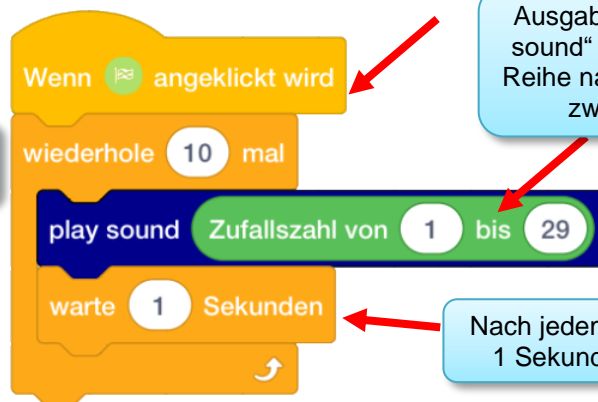 Ausgab
sound“
Reihe na
zw
Wenn angeklickt wird
wiederhole 10 mal
play sound Zufallszahl von 1 bis 29
warte 1 Sekunden
Nach jeder
1 Sekund